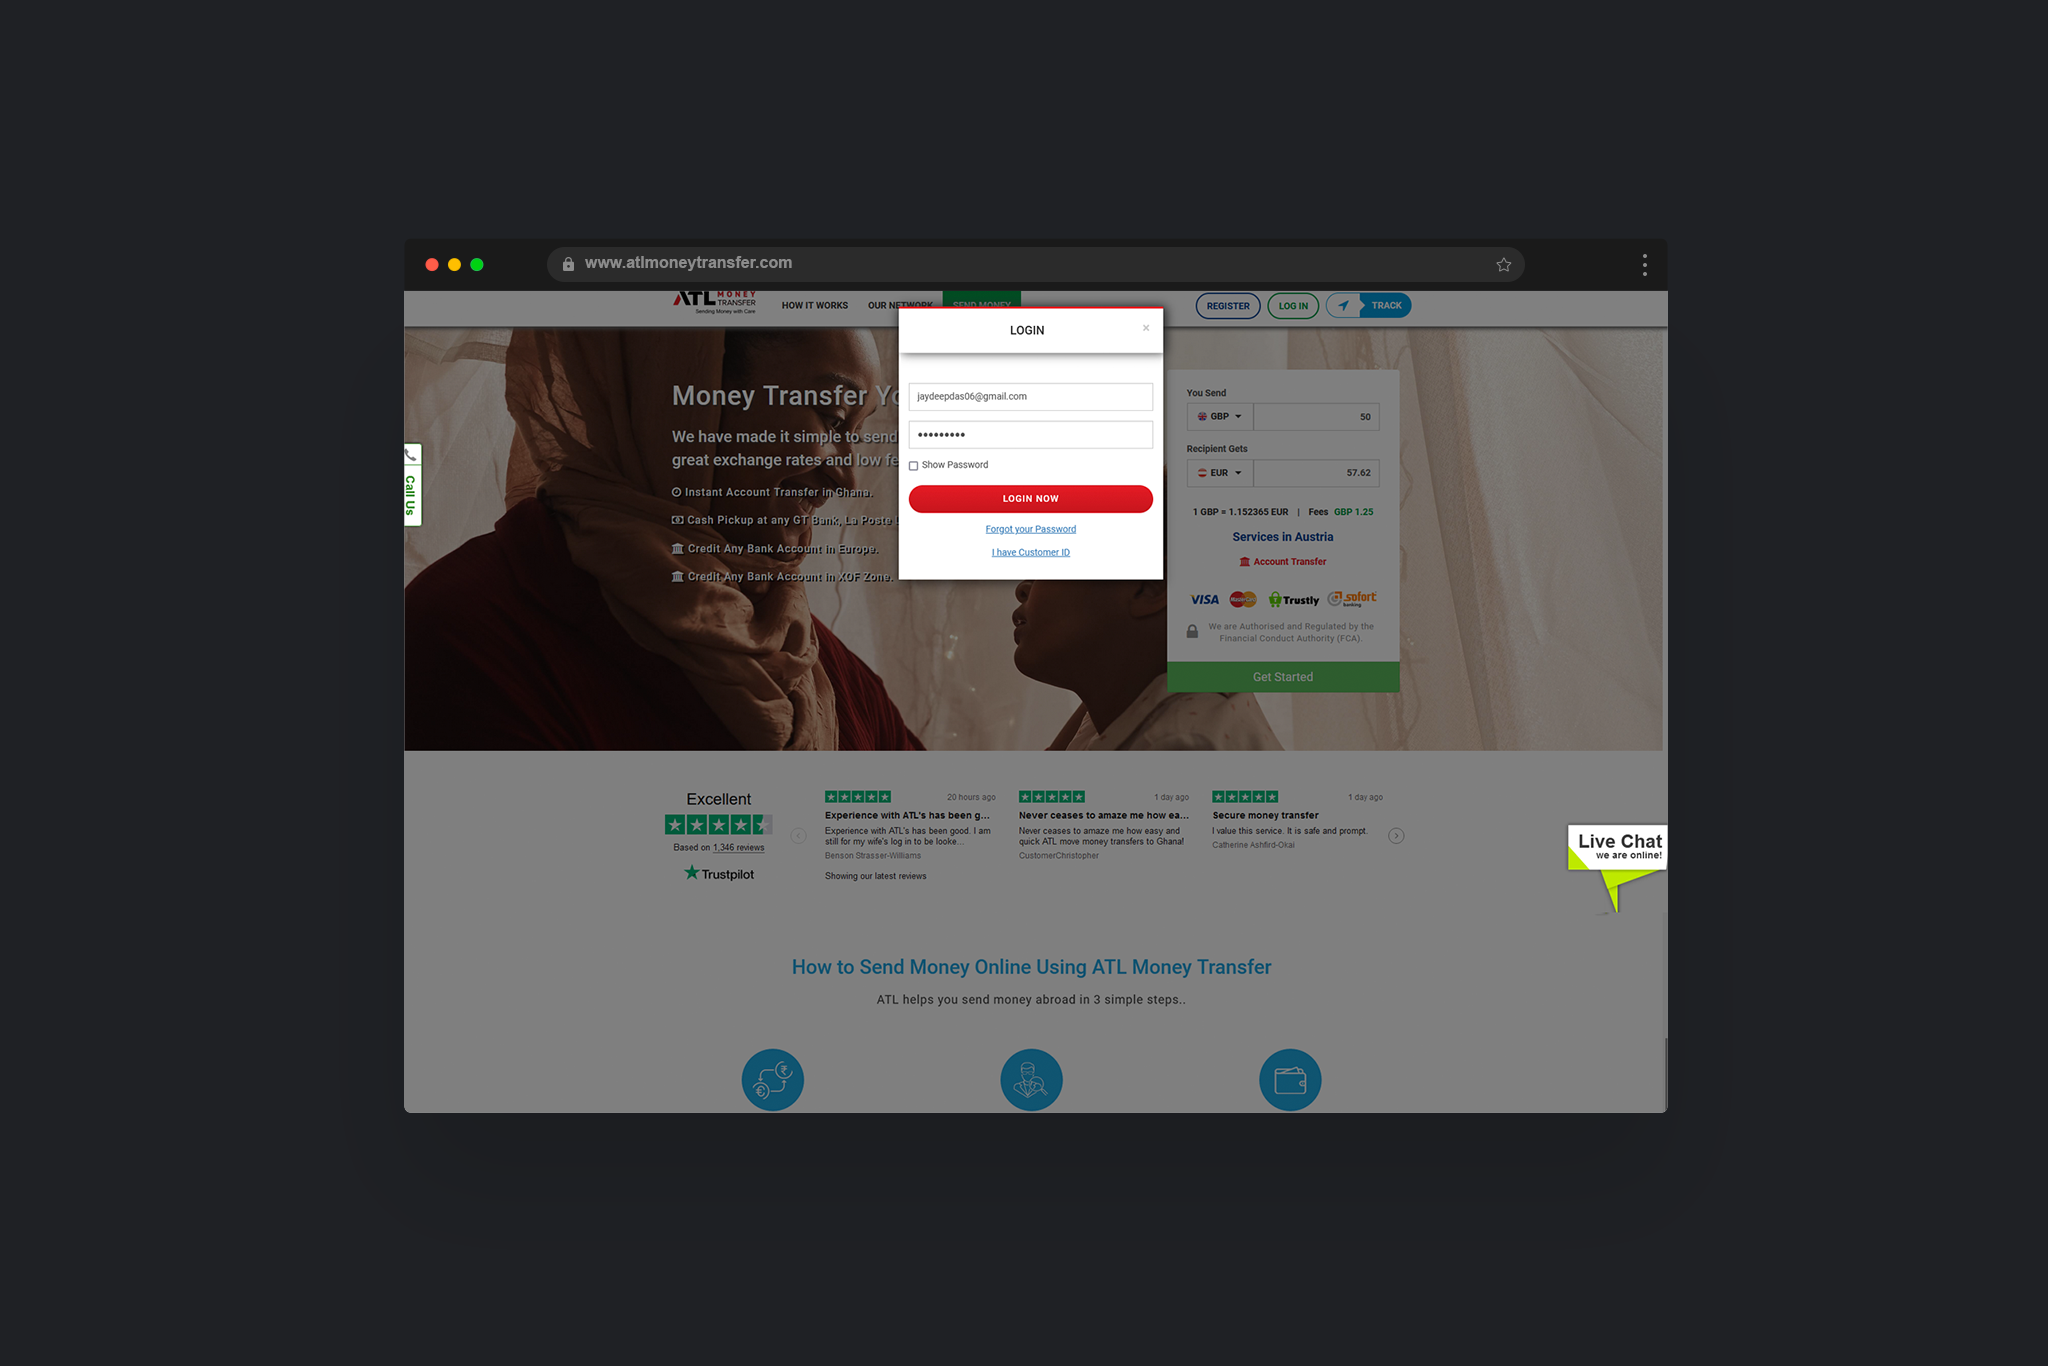 www.atlmoneytransfer.com
ATL MONEY TRANSFER
Sending Money with Care
HOW IT WORKS
OUR NETWORK
SEND MONEY
REGISTER
LOG IN
TRACK
LOGIN
×
jaydeepdas06@gmail.com
•••••••••
Show Password
LOGIN NOW
Forgot your Password
I have Customer ID
Money Transfer Yo
We have made it simple to send
great exchange rates and low fe
Instant Account Transfer in Ghana.
Cash Pickup at any GT Bank, La Poste
Credit Any Bank Account in Europe.
Credit Any Bank Account in XOF Zone.
Call Us
You Send
GBP 50
Recipient Gets
EUR 57.62
1 GBP = 1.152365 EUR | Fees GBP 1.25
Services in Austria
Account Transfer
VISA MasterCard Trustly sofort banking
We are Authorised and Regulated by the
Financial Conduct Authority (FCA).
Get Started
Excellent
Based on 1,346 reviews
Trustpilot
20 hours ago
Experience with ATL's has been g...
Experience with ATL's has been good. I am
still for my wife's log in to be looke...
Benson Strasser-Williams
Showing our latest reviews
1 day ago
Never ceases to amaze me how ea...
Never ceases to amaze me how easy and
quick ATL move money transfers to Ghana!
CustomerChristopher
1 day ago
Secure money transfer
I value this service. It is safe and prompt.
Catherine Ashfird-Okai
Live Chat
we are online!
How to Send Money Online Using ATL Money Transfer
ATL helps you send money abroad in 3 simple steps..